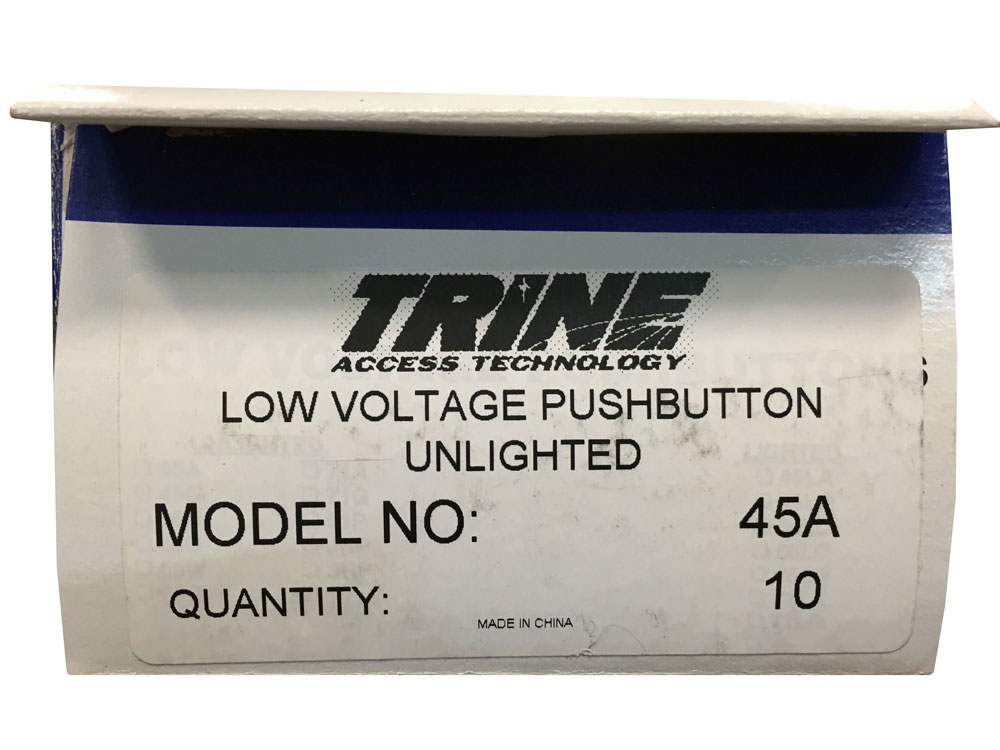 TRINE
ACCESS TECHNOLOGY
LOW VOLTAGE PUSHBUTTON
UNLIGHTED
MODEL NO: 45A
QUANTITY: 10
MADE IN CHINA